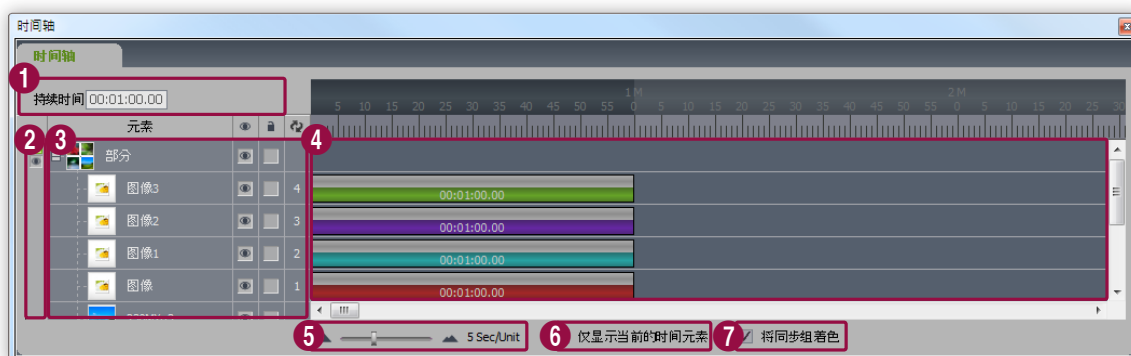 时间轴
时间轴
1
持续时间 00:01:00.00
1 M 2 M
5 10 15 20 25 30 35 40 45 50 55 0 5 10 15 20 25 30 35 40 45 50 55 0 5 10 15 20 25 30
元素
2 3 4
部分
图像3 4 00:01:00.00
图像2 3 00:01:00.00
图像1 2 00:01:00.00
图像 1 00:01:00.00
5 5 Sec/Unit 6 仅显示当前的时间元素 7 将同步组着色